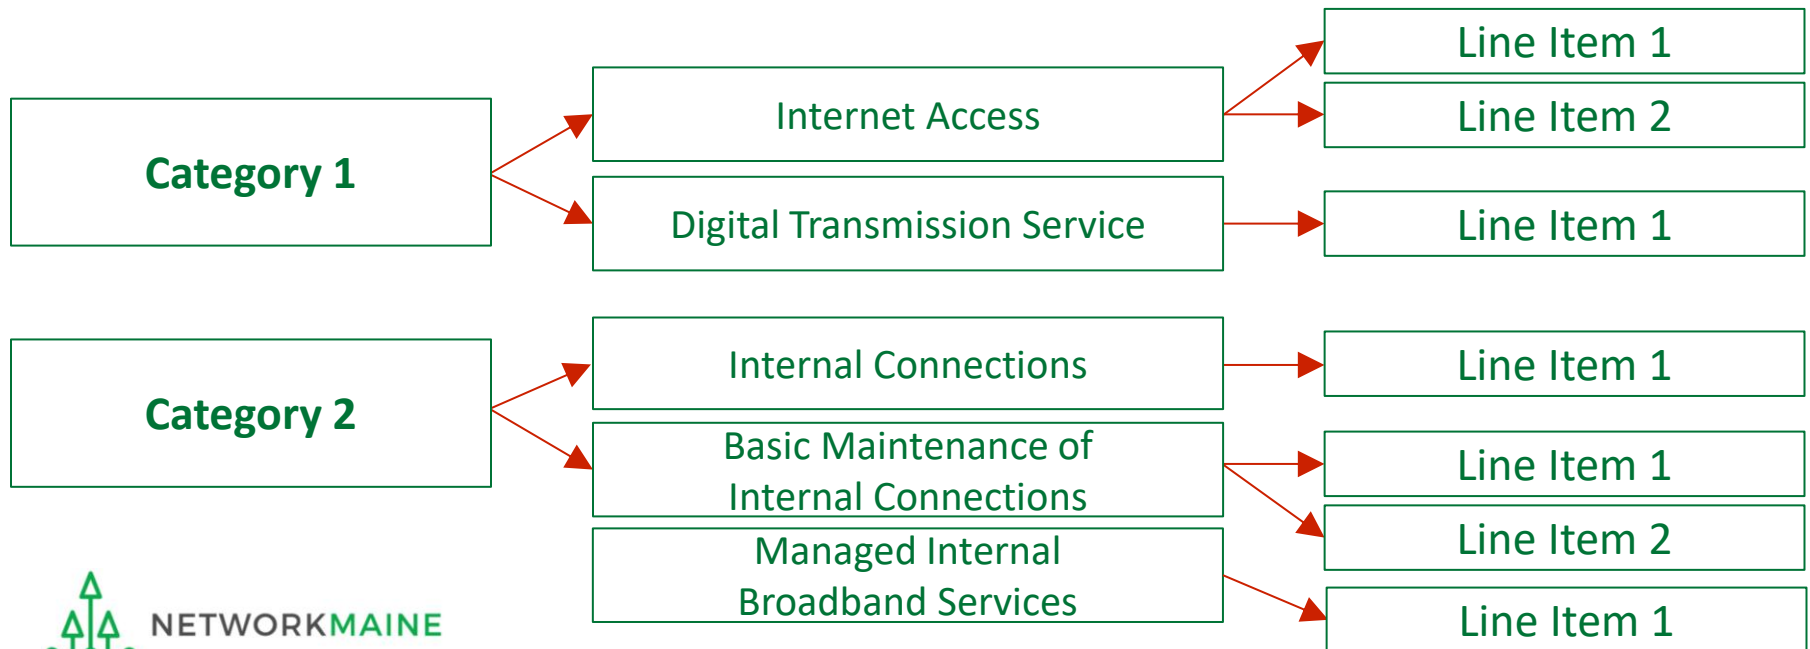 Category 1
Internet Access
Line Item 1
Line Item 2
Digital Transmission Service
Line Item 1
Category 2
Internal Connections
Line Item 1
Basic Maintenance of
Internal Connections
Line Item 1
Line Item 2
Managed Internal
Broadband Services
Line Item 1
NETWORKMAINE